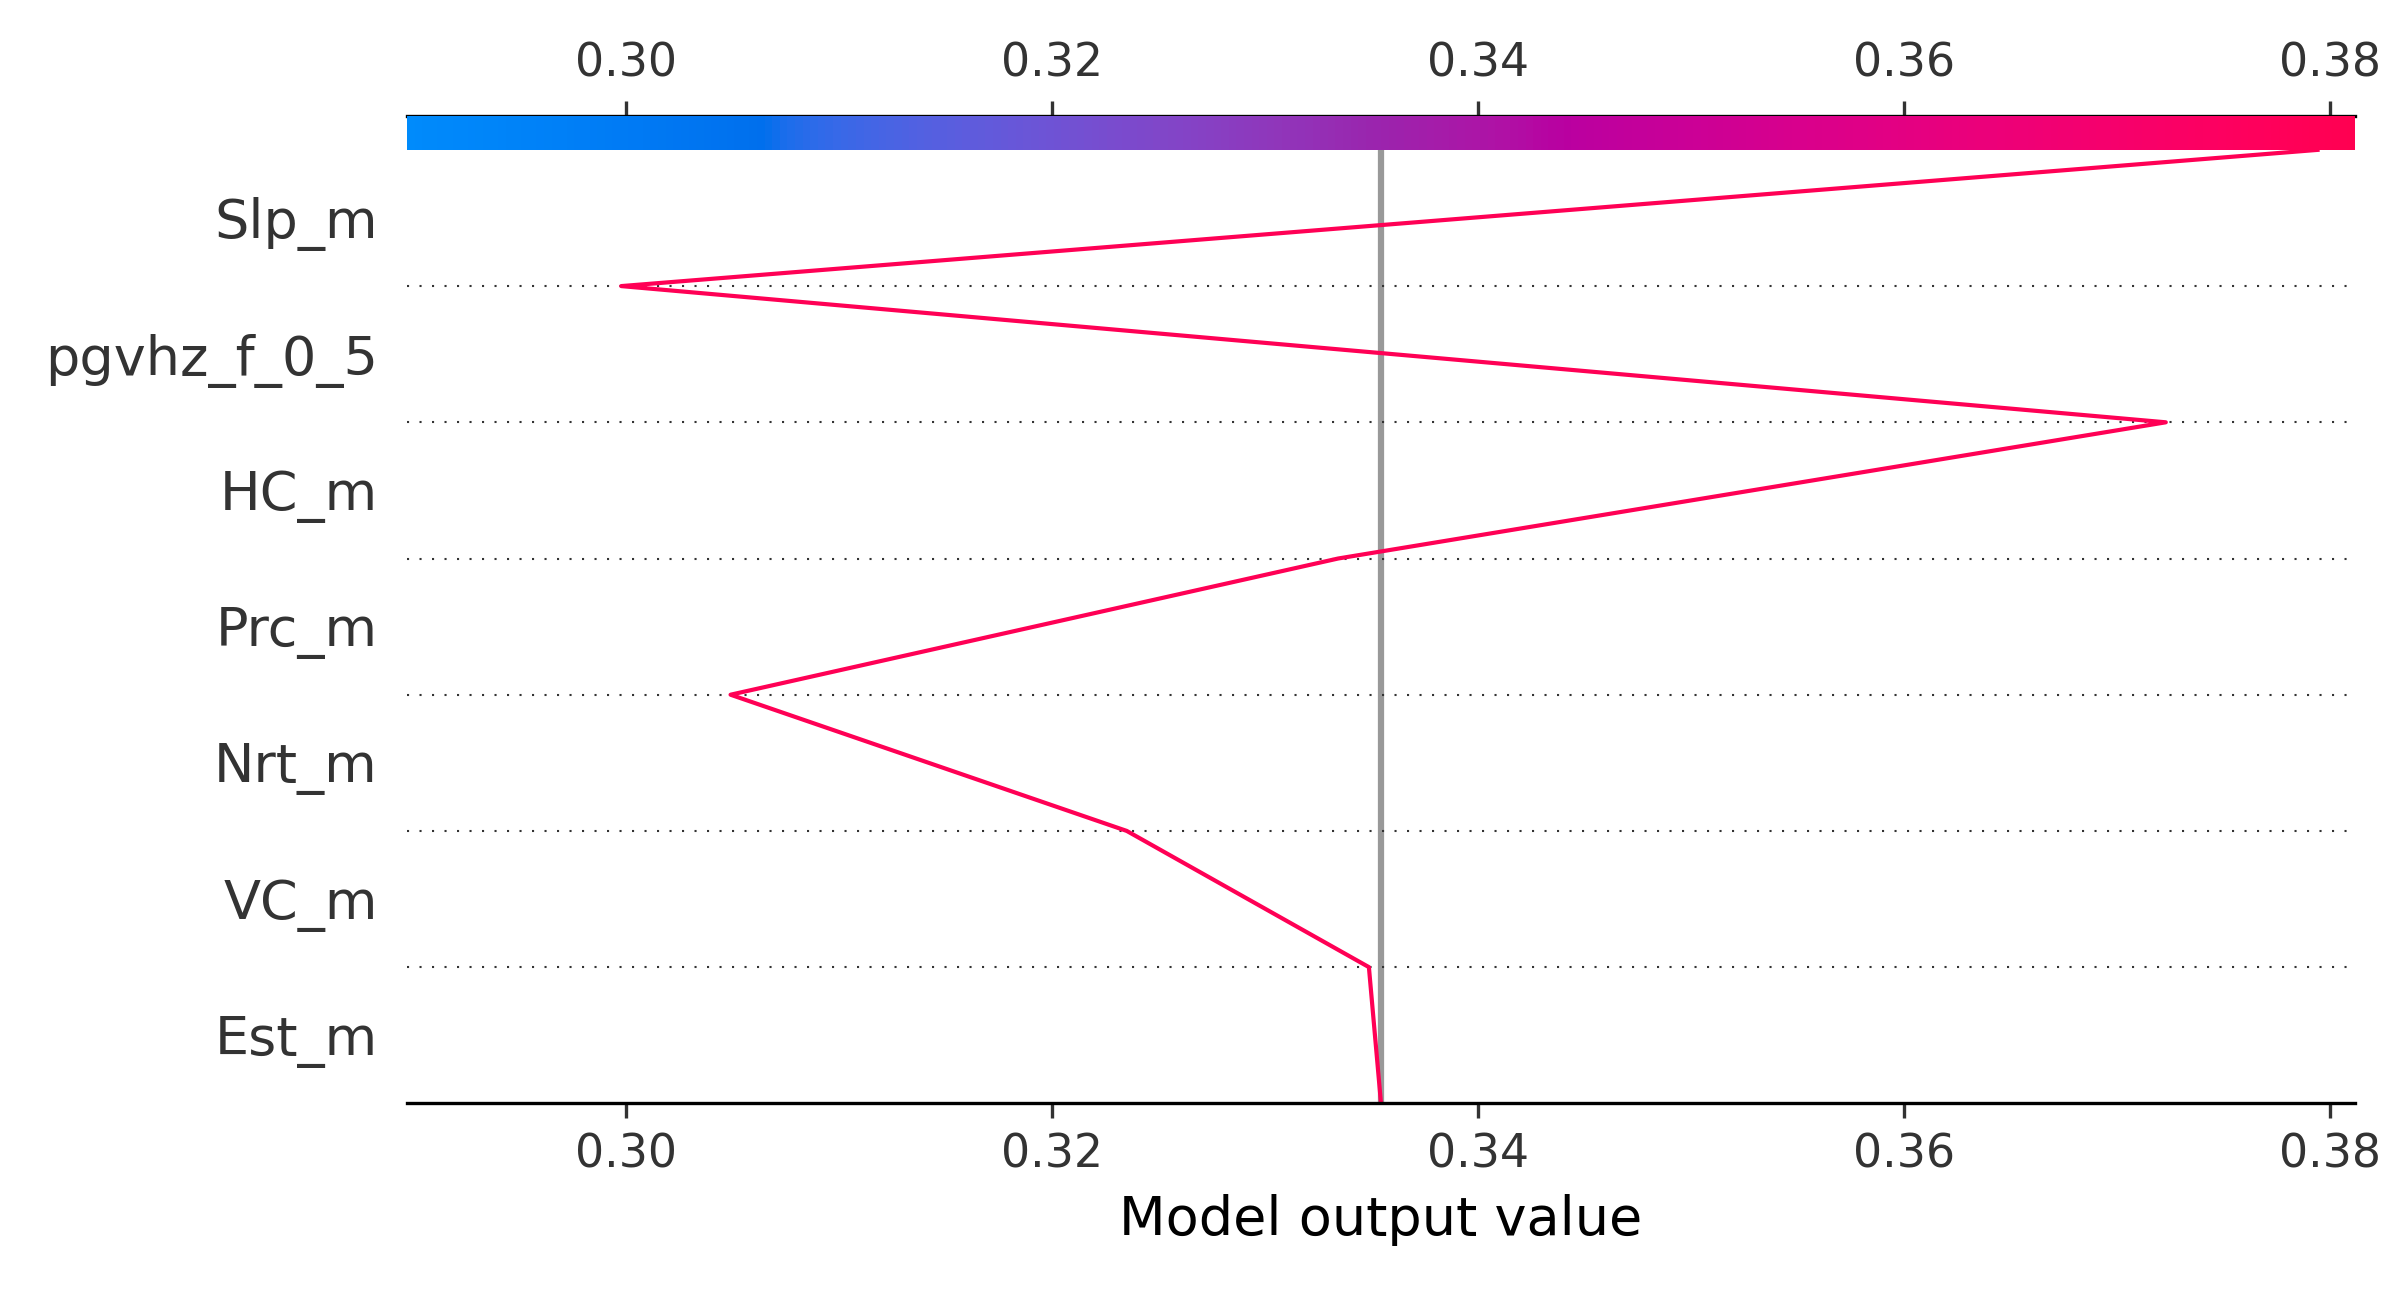 0.30 0.32 0.34 0.36 0.38
Slp_m
pgvhz_f_0_5
HC_m
Prc_m
Nrt_m
VC_m
Est_m
0.30 0.32 0.34 0.36 0.38
Model output value